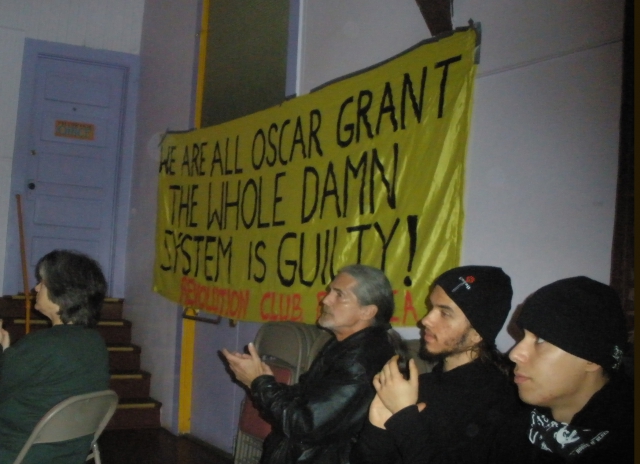 WE ARE ALL OSCAR GRANT
THE WHOLE DAMN
SYSTEM IS GUILTY!
REVOLUTION CLUB